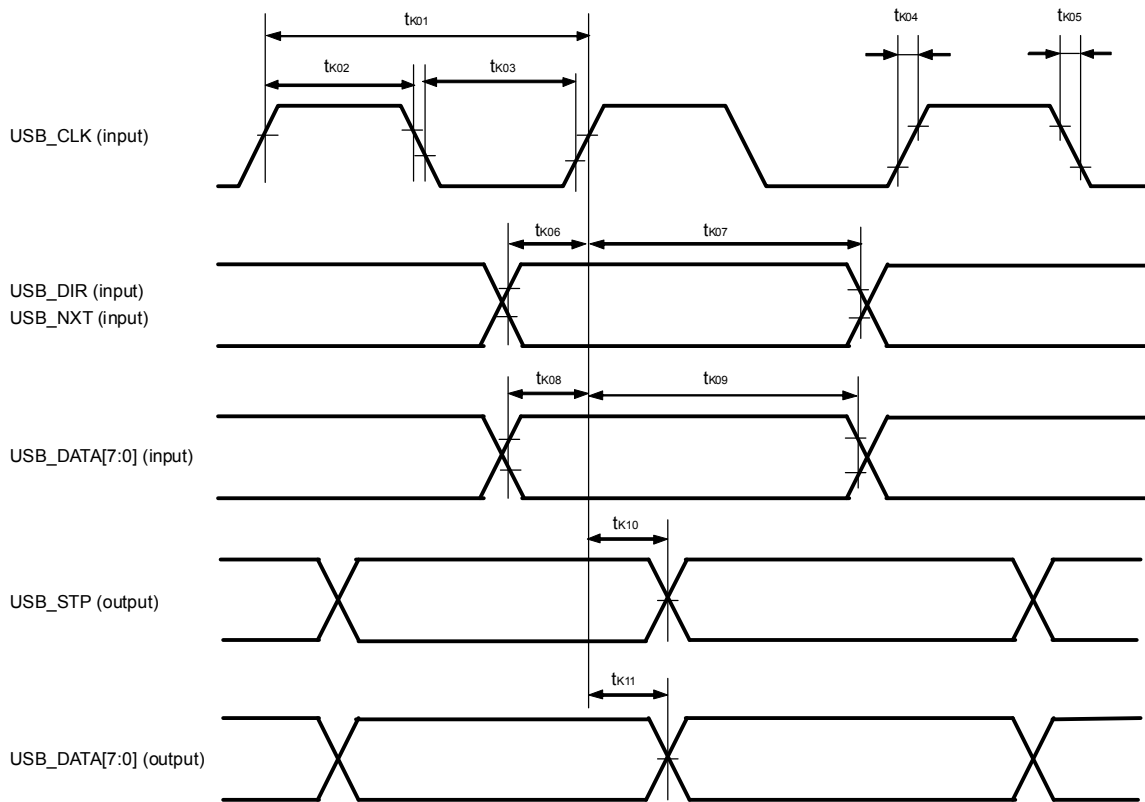 tK01
tK04
tK05
tK02
tK03
USB_CLK (input)
tK06
tK07
USB_DIR (input)
USB_NXT (input)
tK08
tK09
USB_DATA[7:0] (input)
tK10
USB_STP (output)
tK11
USB_DATA[7:0] (output)